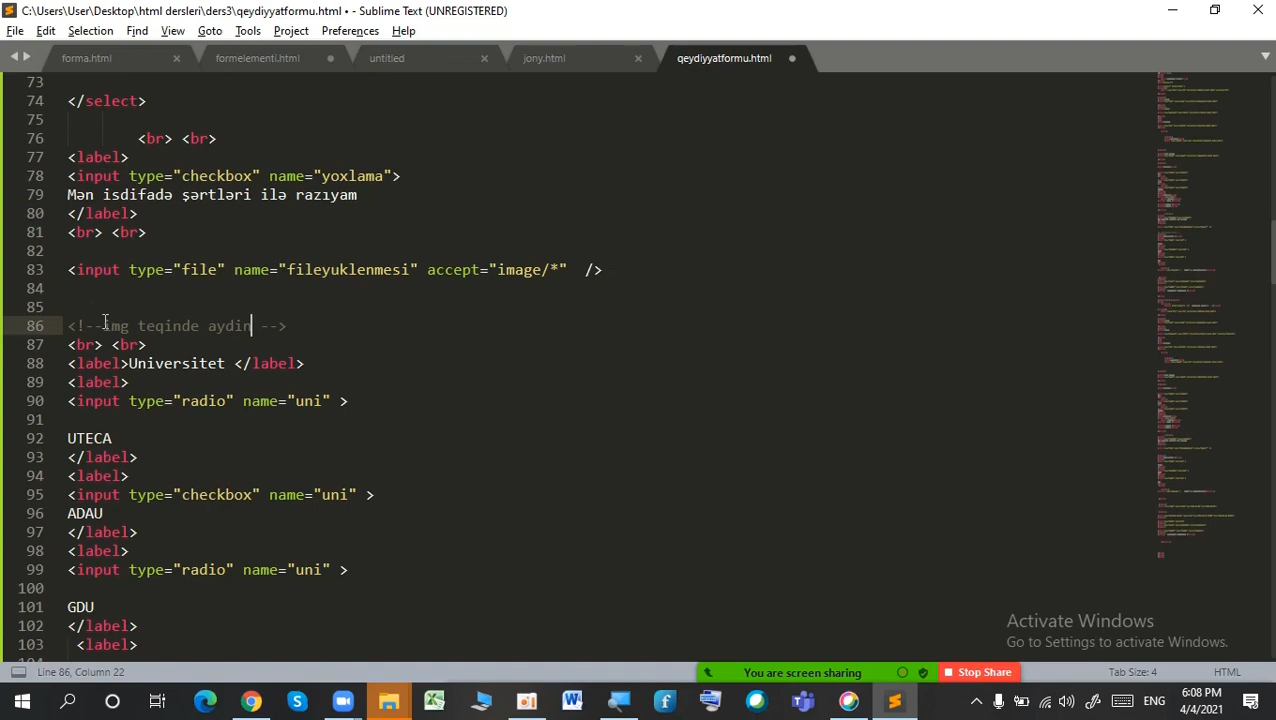 C:\Users\User\Desktop\html dersleri\ders3\qeydiyyatformu.html • - Sublime Text (UNREGISTERED)
File Edit Selection Find View Goto Tools Project Preferences Help
forma.html formelementi.html untitled jony.html qeydiyyatformu.html
73
74 </select>
75
76 <br> <br>
77 <label>
78 <input type="checkbox" name="yoxlama">
79 Mən isdifadə şərtləri ilə razıyam
80 </label>
81 <br> <br>
82
83 <input type="file" name="fileyuklenmesi" accept="image/*" />
84
85
86 <!--img teqinde aydin -->
87 <br> <br>
88 <label>Universitet </label>
89 <label>
90 <input type="radio" name="uni" >
91
92 UTECA
93 </label>
94 <label>
95 <input type="checkbox" name="uni" >
96 ADAU
97 </label>
98 <label>
99 <input type="radio" name="uni" >
100
101 GDU
102 </label>
103 <label>
Activate Windows
Go to Settings to activate Windows.
Line 86, Column 22
You are screen sharing
Stop Share
Tab Size: 4
HTML
ENG
6:08 PM
4/4/2021